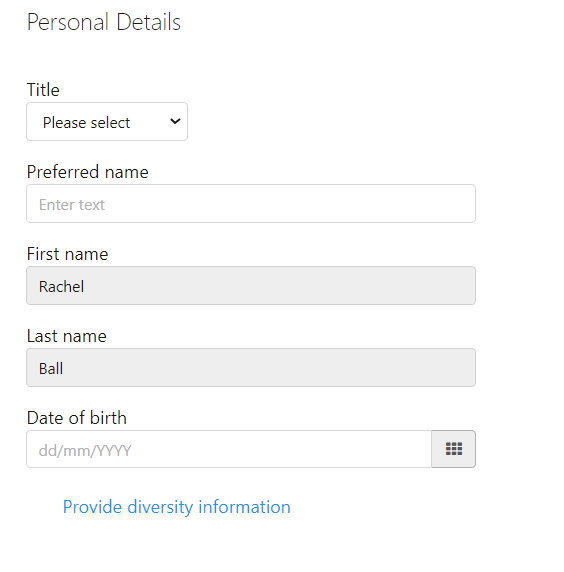 Personal Details
Title
Please select
Preferred name
Enter text
First name
Rachel
Last name
Ball
Date of birth
dd/mm/YYYY
Provide diversity information